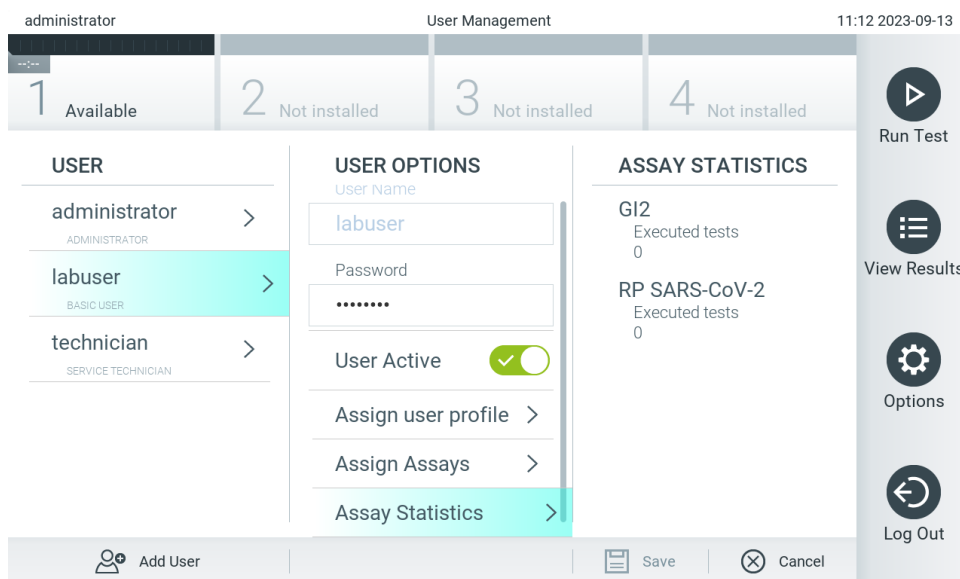 administrator
User Management
11:12 2023-09-13
--:--
1 Available
2 Not installed
3 Not installed
4 Not installed
USER
administrator
ADMINISTRATOR
labuser
BASIC USER
technician
SERVICE TECHNICIAN
USER OPTIONS
User Name
labuser
Password
••••••••
User Active
Assign user profile
Assign Assays
Assay Statistics
ASSAY STATISTICS
GI2
Executed tests
0
RP SARS-CoV-2
Executed tests
0
Run Test
View Results
Options
Log Out
Add User
Save
Cancel